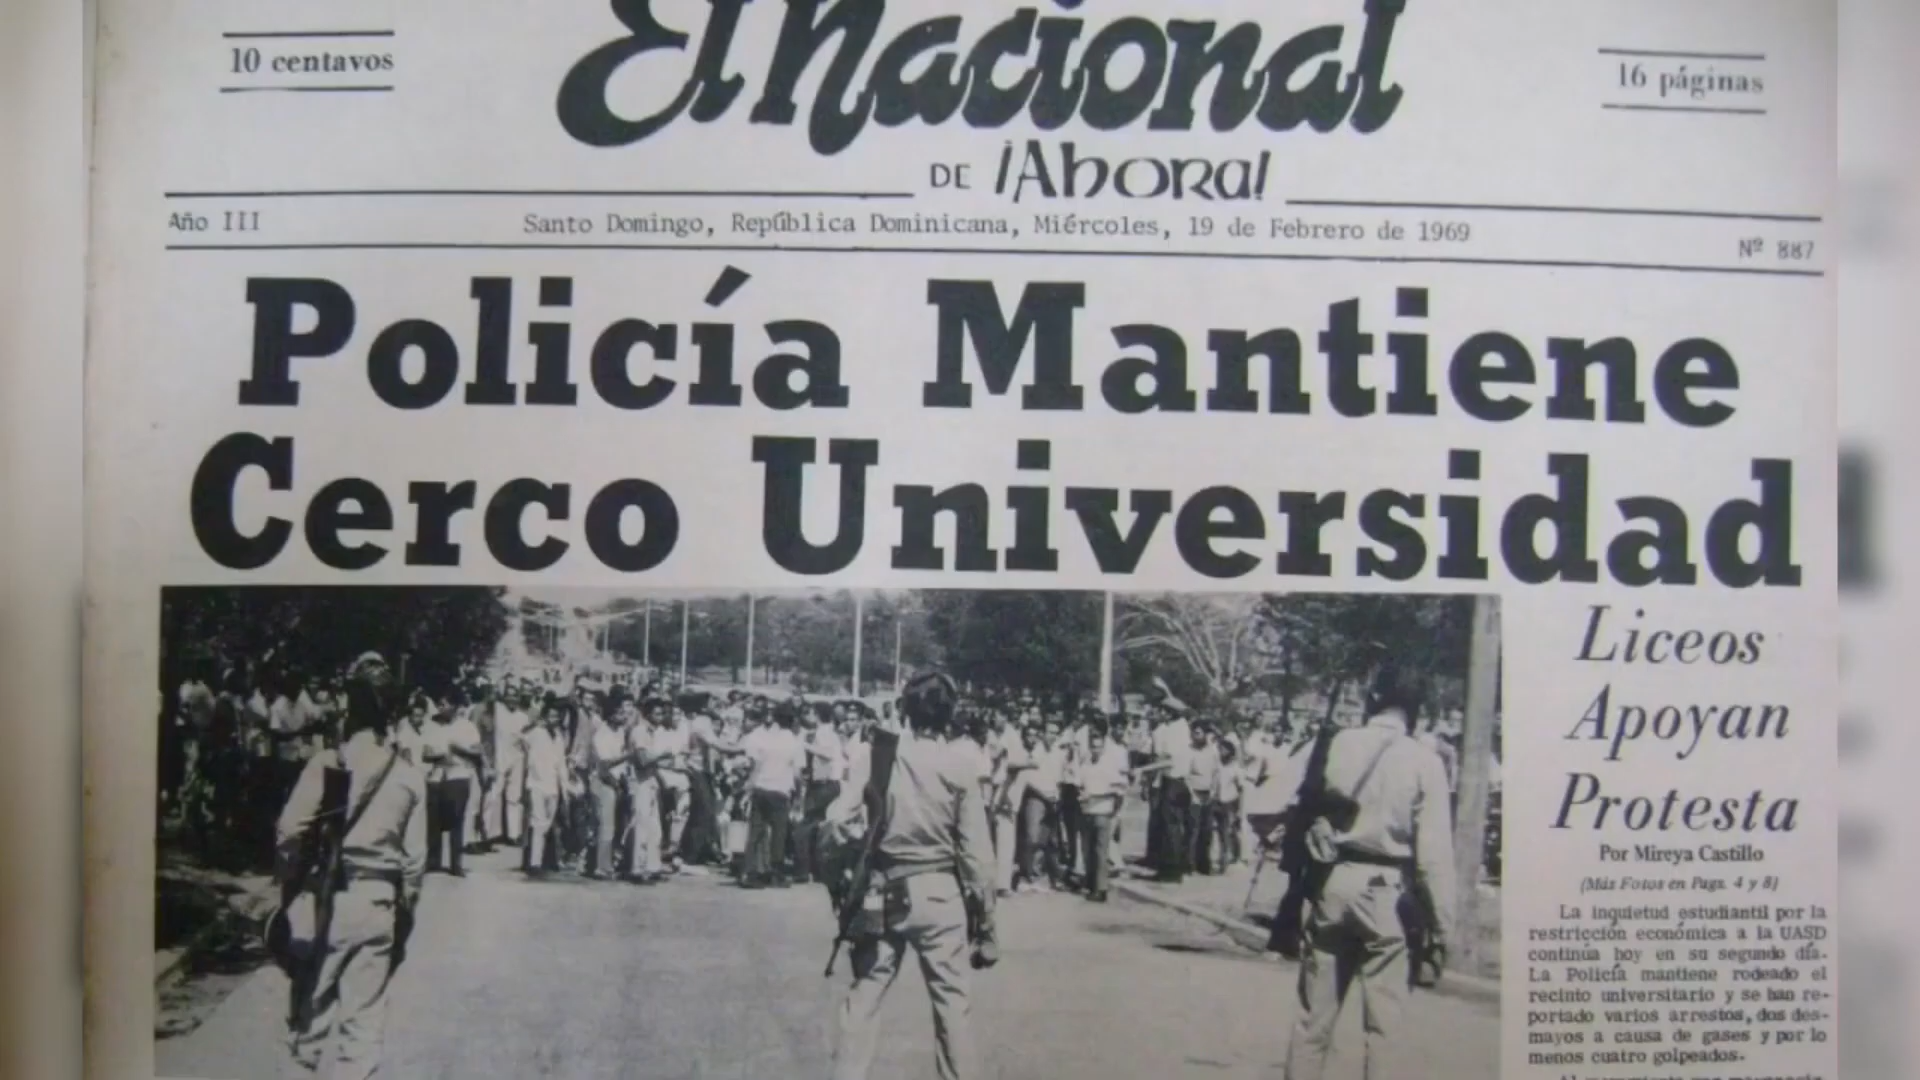 10 centavos
El Nacional
16 páginas
DE ¡Ahora!
Año III
Santo Domingo, República Dominicana, Miércoles, 19 de Febrero de 1969
Nº 887
Policía Mantiene
Cerco Universidad
Liceos
Apoyan
Protesta
Por Mireya Castillo
(Más Fotos en Pags. 4 y 8)
La inquietud estudiantil por la
restricción económica a la UASD
continúa hoy en su segundo día.
La Policía mantiene rodeado el
recinto universitario y se han re-
portado varios arrestos, dos des-
mayos a causa de gases y por lo
menos cuatro golpeados.